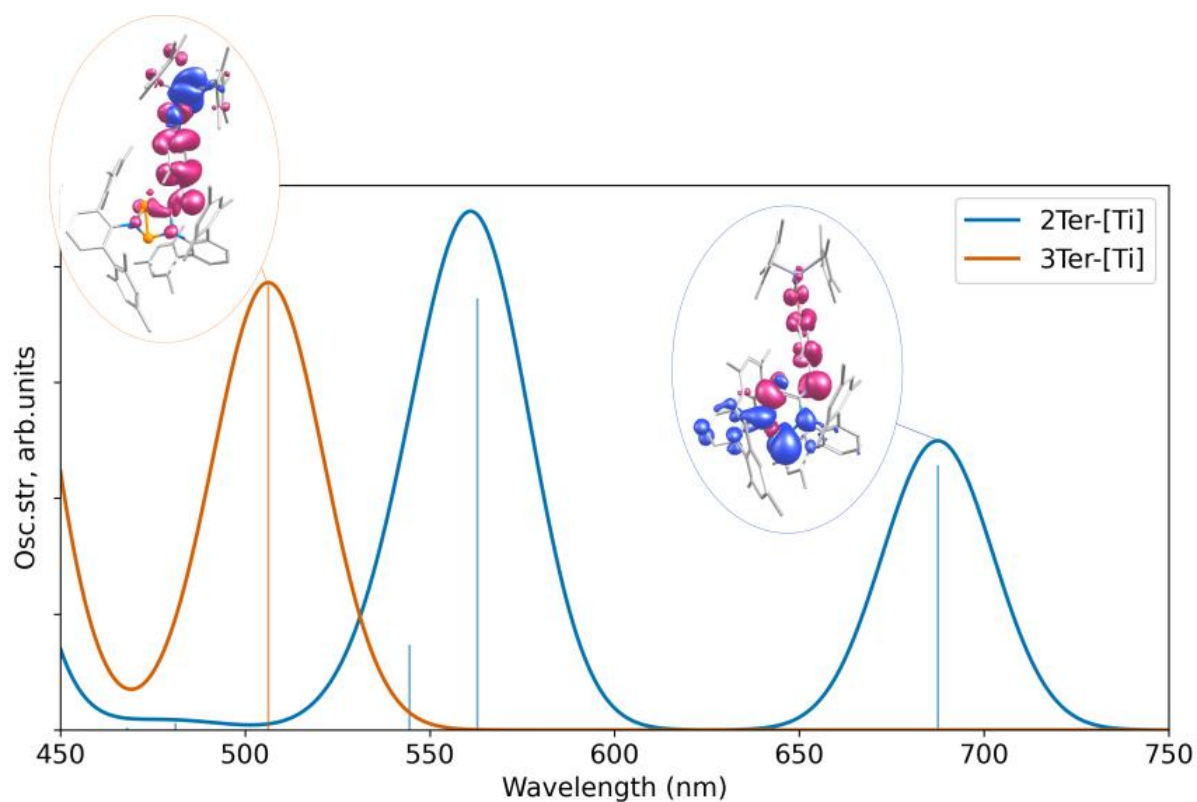 2Ter-[Ti]
3Ter-[Ti]
Osc.str, arb.units
450 500 550 600 650 700 750
Wavelength (nm)